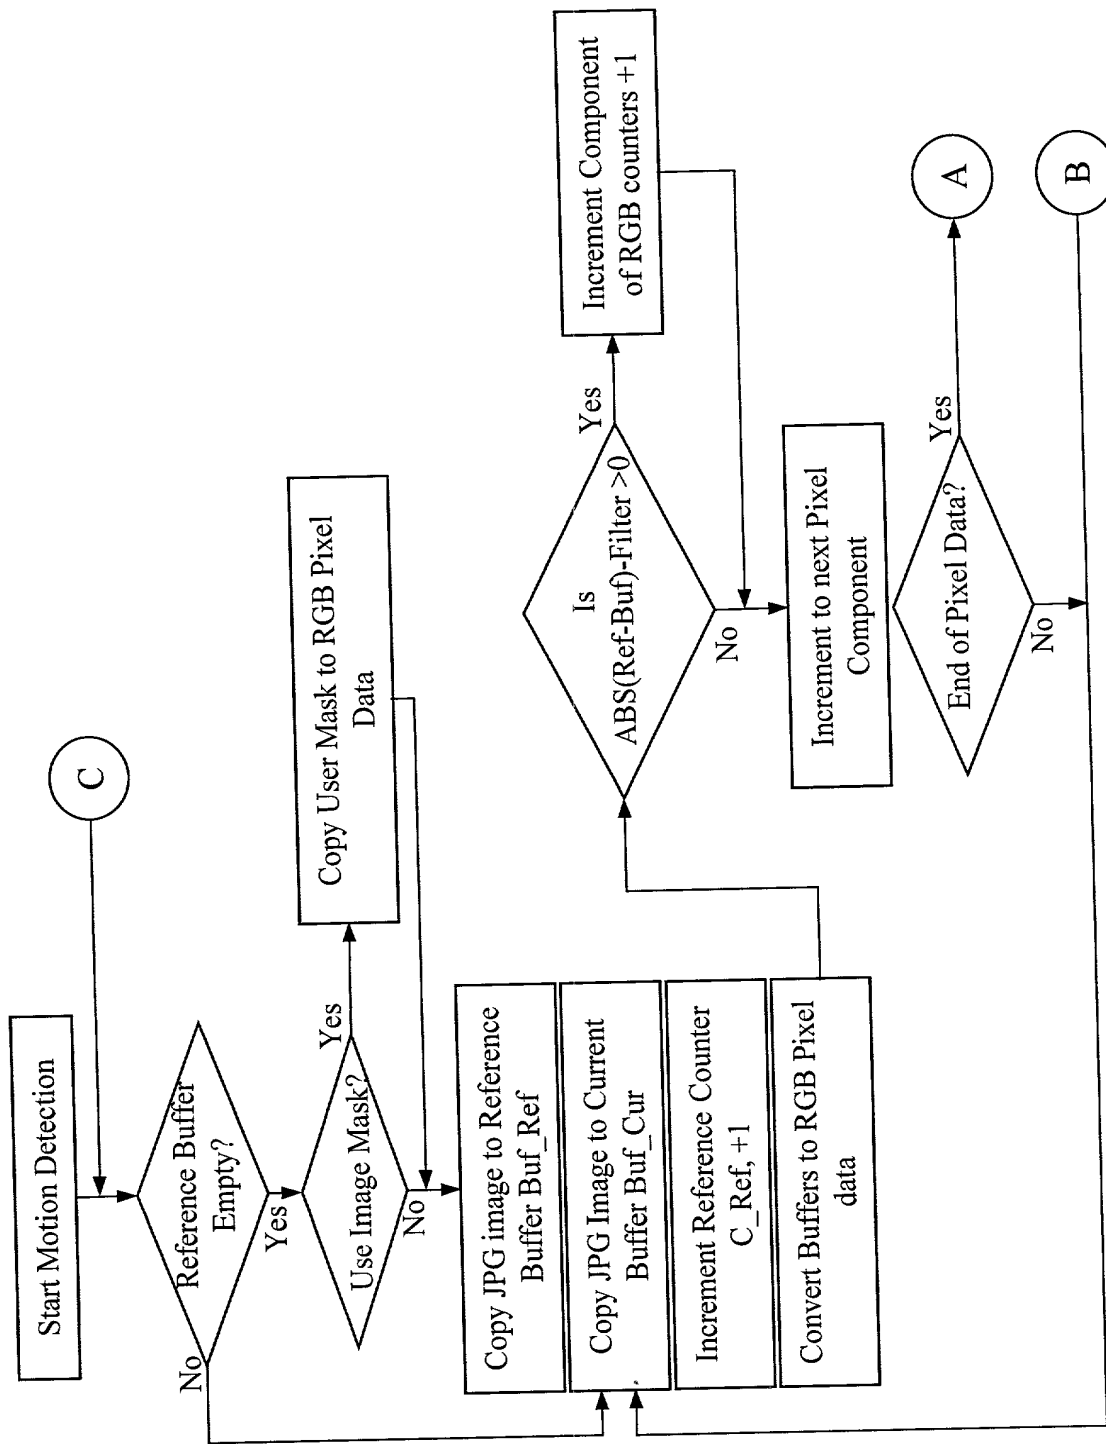 Start Motion Detection
C
Reference Buffer
Empty?
No
Yes
Use Image Mask?
Yes
No
Copy User Mask to RGB Pixel
Data
Copy JPG image to Reference
Buffer Buf_Ref
Copy JPG Image to Current
Buffer Buf_Cur
Increment Reference Counter
C_Ref, +1
Convert Buffers to RGB Pixel
data
Is
ABS(Ref-Buf)-Filter >0
Yes
No
Increment Component
of RGB counters +1
Increment to next Pixel
Component
End of Pixel Data?
Yes
No
A
B